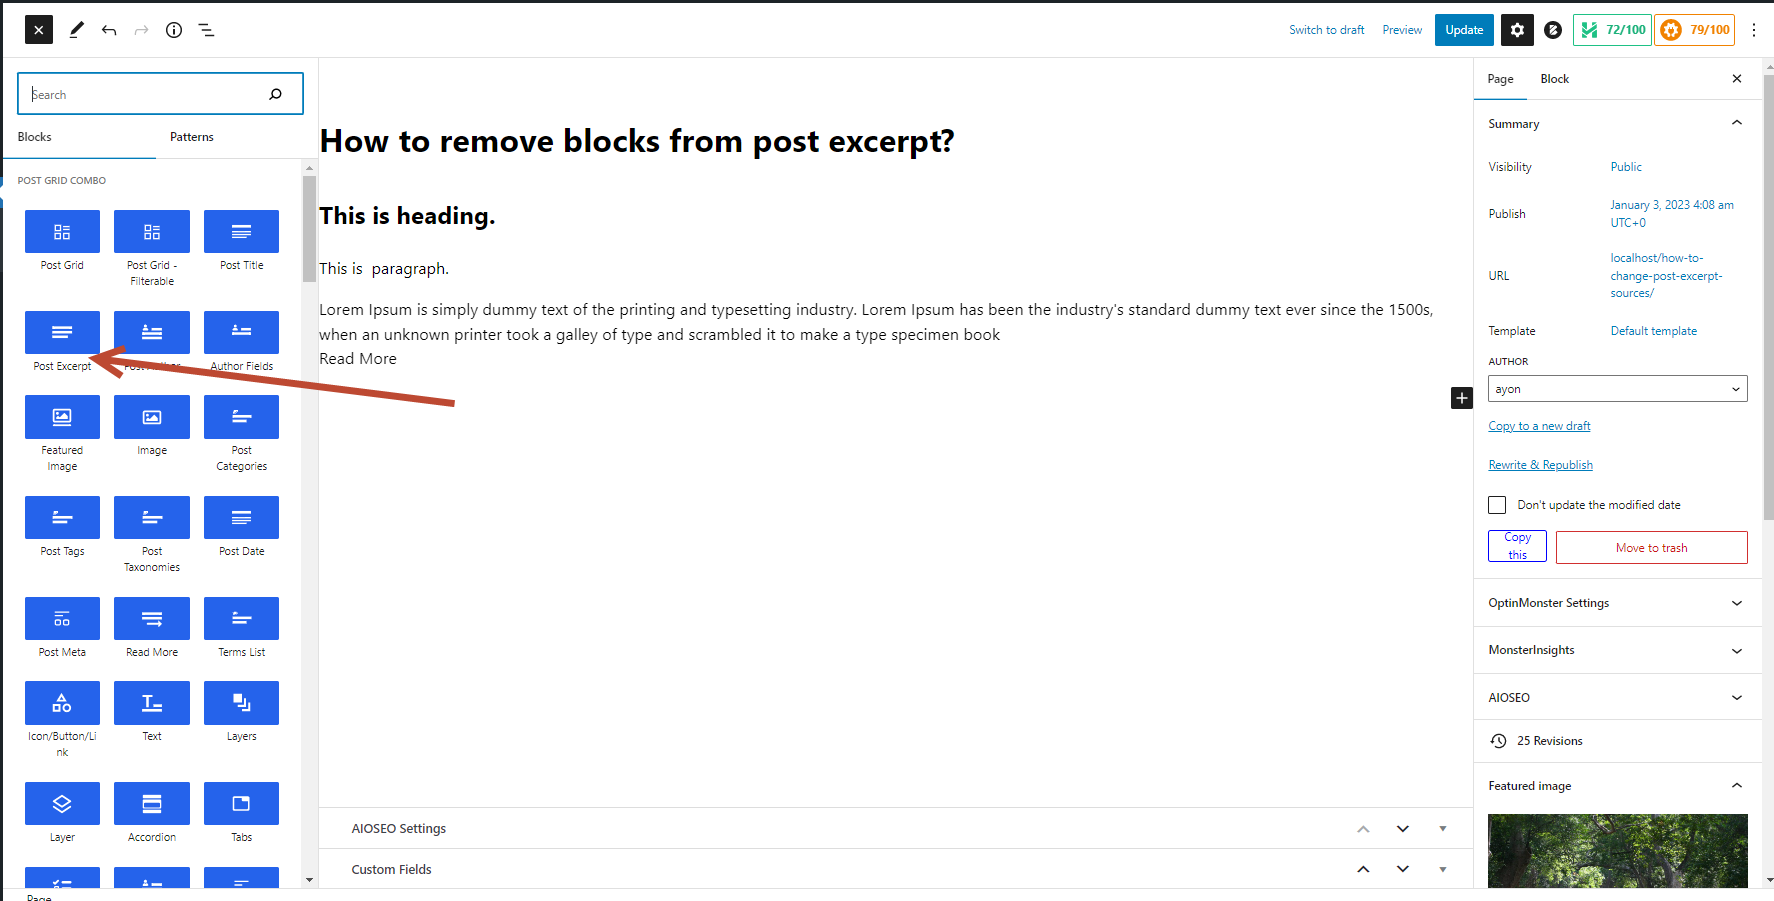 Switch to draft
Preview
Update
72/100
79/100
Search
Blocks
Patterns
POST GRID COMBO
Post Grid
Post Grid -
Filterable
Post Title
Post Excerpt
Author Fields
Featured
Image
Image
Post
Categories
Post Tags
Post
Taxonomies
Post Date
Post Meta
Read More
Terms List
Icon/Button/Li
nk
Text
Layers
Layer
Accordion
Tabs
Page
How to remove blocks from post excerpt?
This is heading.
This is  paragraph.
Lorem Ipsum is simply dummy text of the printing and typesetting industry. Lorem Ipsum has been the industry's standard dummy text ever since the 1500s,
when an unknown printer took a galley of type and scrambled it to make a type specimen book
Read More
AIOSEO Settings
Custom Fields
Page
Block
Summary
Visibility
Public
Publish
January 3, 2023 4:08 am
UTC+0
URL
localhost/how-to-
change-post-excerpt-
sources/
Template
Default template
AUTHOR
ayon
Copy to a new draft
Rewrite & Republish
Don't update the modified date
Copy
this
Move to trash
OptinMonster Settings
MonsterInsights
AIOSEO
25 Revisions
Featured image